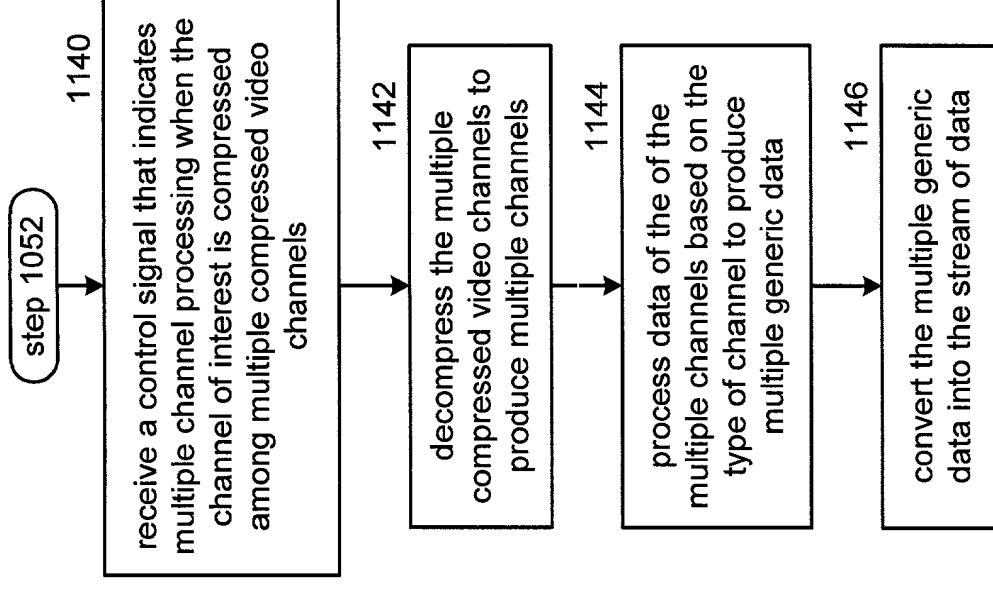 step 1052
1140
receive a control signal that indicates
multiple channel processing when the
channel of interest is compressed
among multiple compressed video
channels
1142
decompress the multiple
compressed video channels to
produce multiple channels
1144
process data of the of the
multiple channels based on the
type of channel to produce
multiple generic data
1146
convert the multiple generic
data into the stream of data